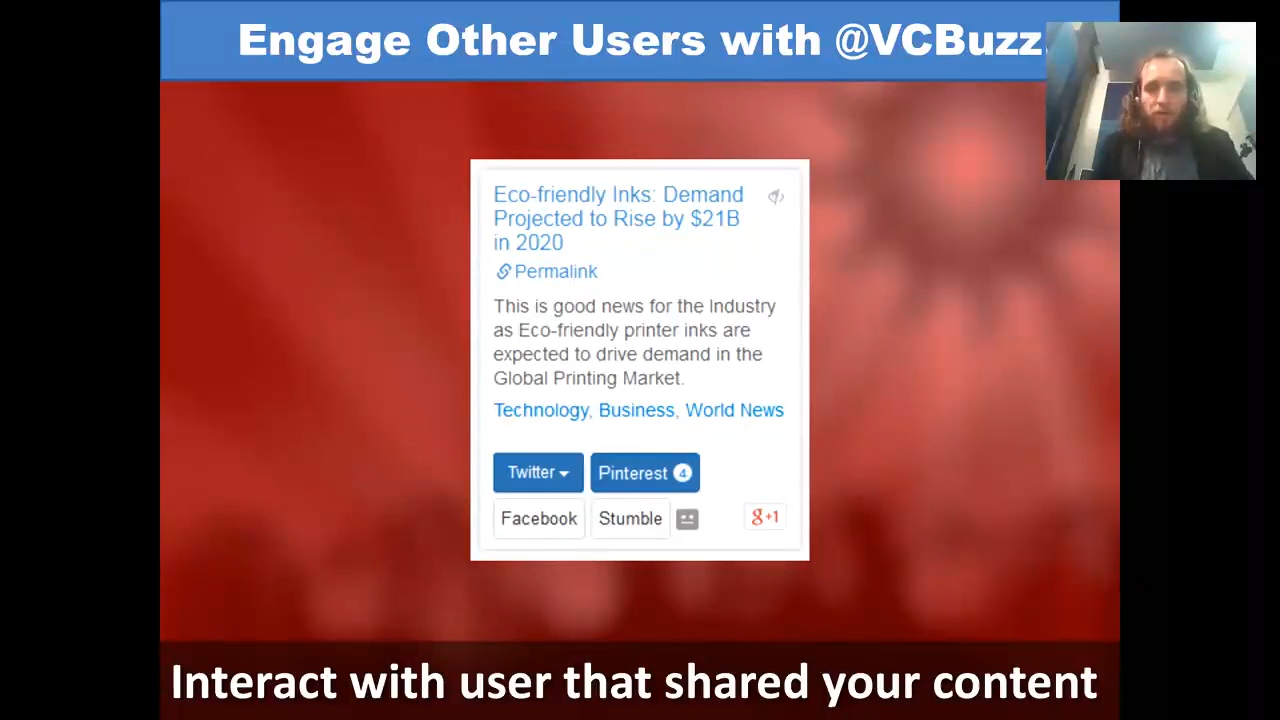 Engage Other Users with @VCBuzz
Eco-friendly Inks: Demand
Projected to Rise by $21B
in 2020
Permalink
This is good news for the Industry
as Eco-friendly printer inks are
expected to drive demand in the
Global Printing Market.
Technology, Business, World News
Twitter
Pinterest 4
Facebook
Stumble
g+1
Interact with user that shared your content